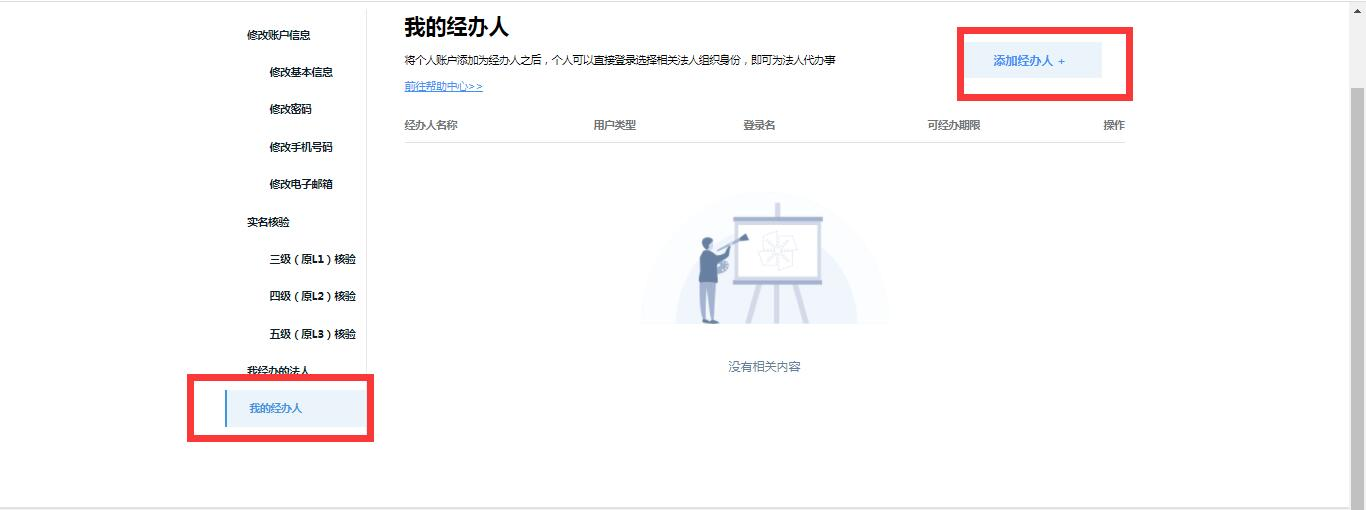 修改账户信息
修改基本信息
修改密码
修改手机号码
修改电子邮箱
实名核验
三级（原L1）核验
四级（原L2）核验
五级（原L3）核验
我经办的法人
我的经办人
我的经办人
添加经办人 +
将个人账户添加为经办人之后，个人可以直接登录选择相关法人组织身份，即可为法人代办事
前往帮助中心>>
经办人名称 用户类型 登录名 可经办期限 操作
没有相关内容